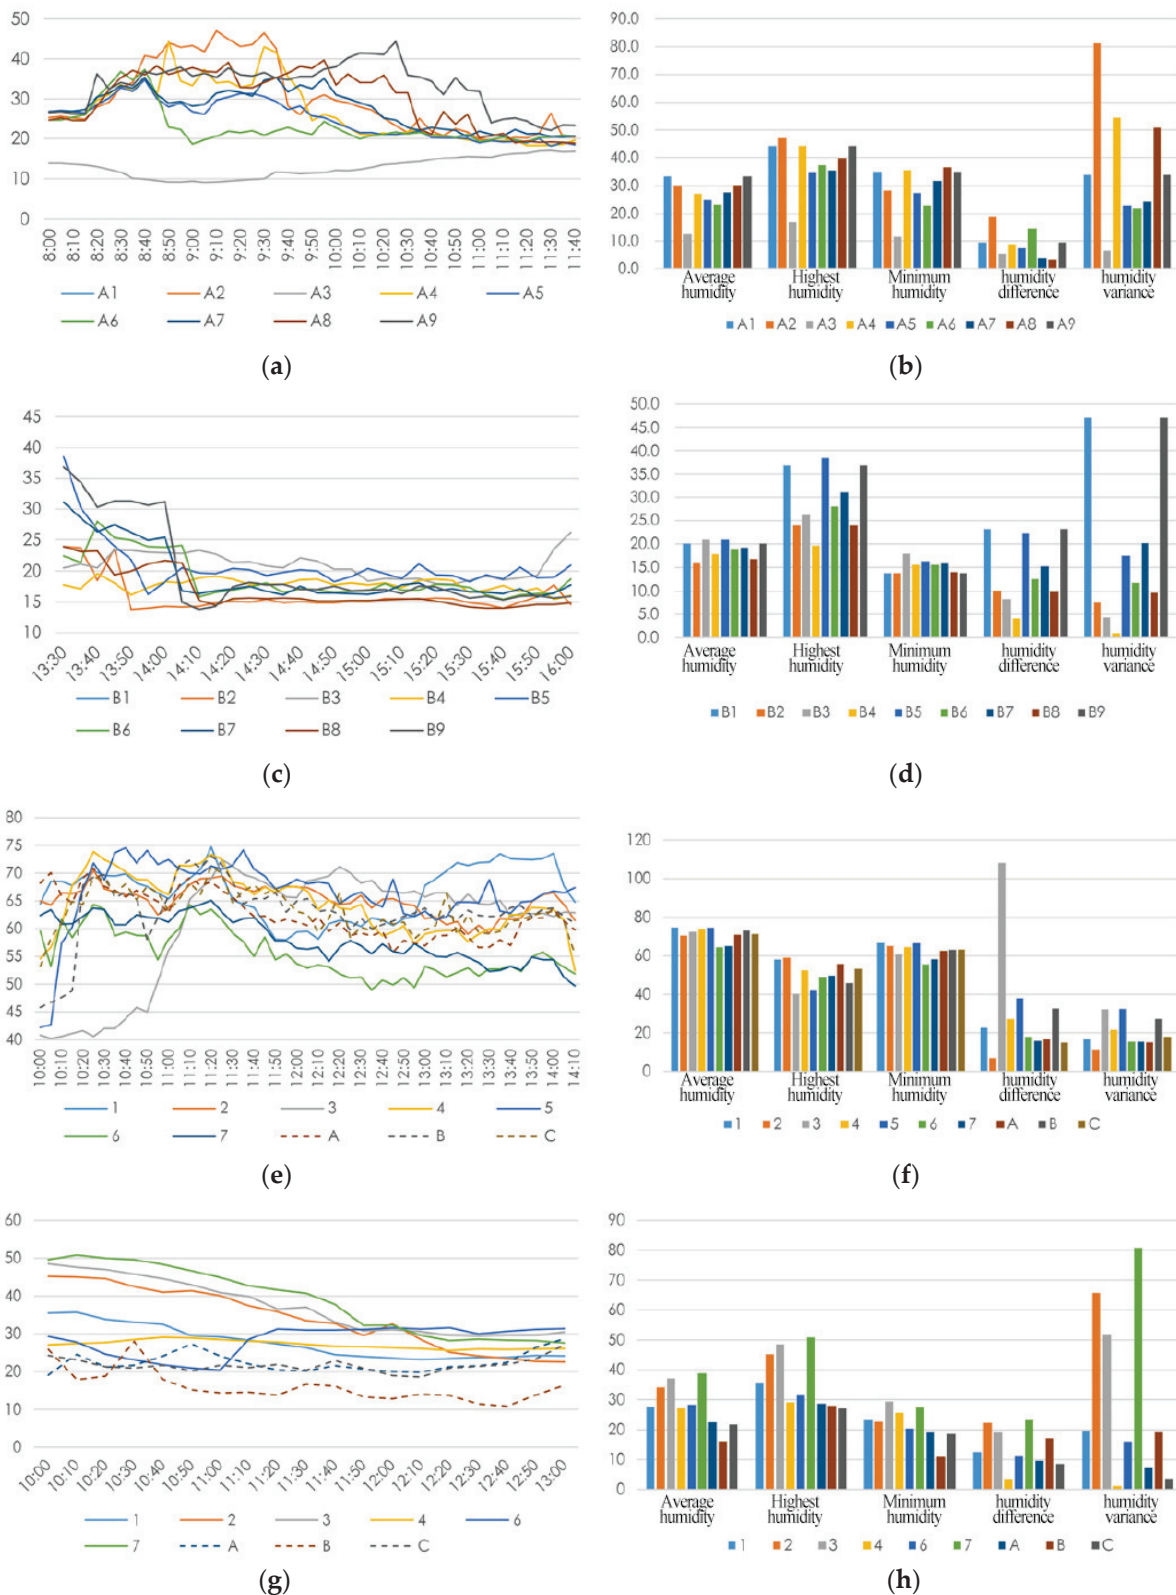 50
40
30
20
10
0
8:00 8:10 8:20 8:30 8:40 8:50 9:00 9:10 9:20 9:30 9:40 9:50 10:00 10:10 10:20 10:30 10:40 10:50 11:00 11:10 11:20 11:30 11:40
A1 A2 A3 A4 A5
A6 A7 A8 A9
(a)
90.0
80.0
70.0
60.0
50.0
40.0
30.0
20.0
10.0
0.0
Average humidity
Highest humidity
Minimum humidity
humidity difference
humidity variance
A1 A2 A3 A4 A5 A6 A7 A8 A9
(b)
45
40
35
30
25
20
15
10
13:30 13:40 13:50 14:00 14:10 14:20 14:30 14:40 14:50 15:00 15:10 15:20 15:30 15:40 15:50 16:00
B1 B2 B3 B4 B5
B6 B7 B8 B9
(c)
50.0
45.0
40.0
35.0
30.0
25.0
20.0
15.0
10.0
5.0
0.0
Average humidity
Highest humidity
Minimum humidity
humidity difference
humidity variance
B1 B2 B3 B4 B5 B6 B7 B8 B9
(d)
80
75
70
65
60
55
50
45
40
10:00 10:10 10:20 10:30 10:40 10:50 11:00 11:10 11:20 11:30 11:40 11:50 12:00 12:10 12:20 12:30 12:40 12:50 13:00 13:10 13:20 13:30 13:40 13:50 14:00 14:10
1 2 3 4 5
6 7 A B C
(e)
120
100
80
60
40
20
0
Average humidity
Highest humidity
Minimum humidity
humidity difference
humidity variance
1 2 3 4 5 6 7 A B C
(f)
60
50
40
30
20
10
0
10:00 10:10 10:20 10:30 10:40 10:50 11:00 11:10 11:20 11:30 11:40 11:50 12:00 12:10 12:20 12:30 12:40 12:50 13:00
1 2 3 4 6
7 A B C
(g)
90
80
70
60
50
40
30
20
10
0
Average humidity
Highest humidity
Minimum humidity
humidity difference
humidity variance
1 2 3 4 6 7 A B C
(h)